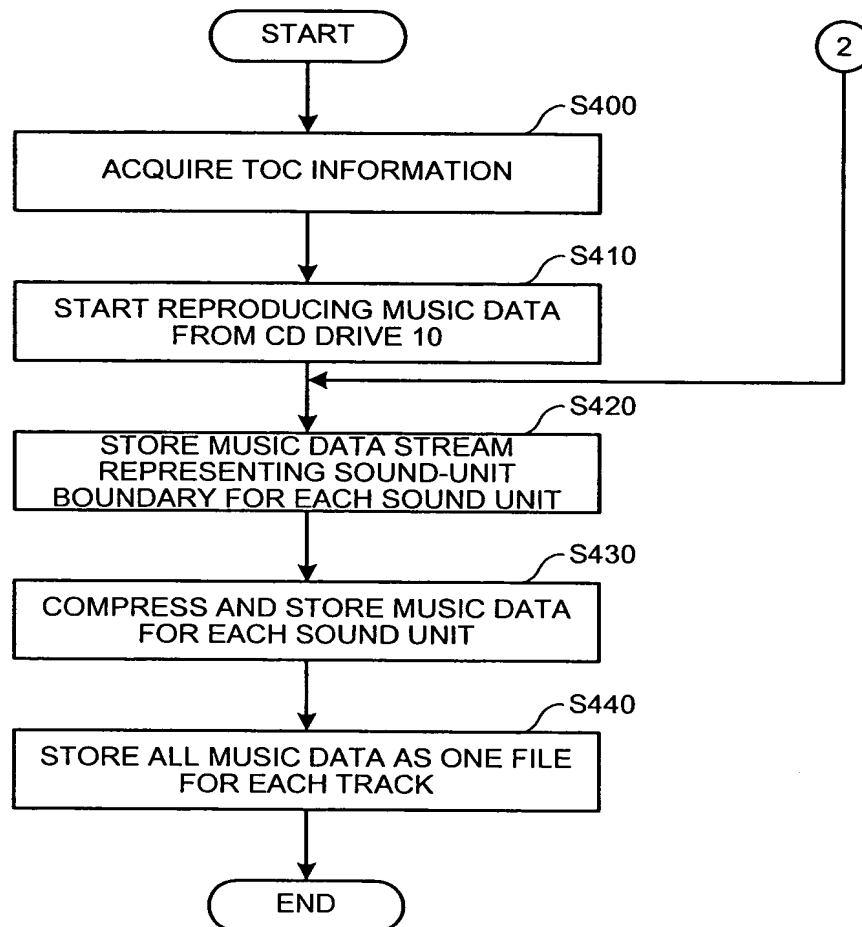 START
2
S400
ACQUIRE TOC INFORMATION
S410
START REPRODUCING MUSIC DATA
FROM CD DRIVE 10
S420
STORE MUSIC DATA STREAM
REPRESENTING SOUND-UNIT
BOUNDARY FOR EACH SOUND UNIT
S430
COMPRESS AND STORE MUSIC DATA
FOR EACH SOUND UNIT
S440
STORE ALL MUSIC DATA AS ONE FILE
FOR EACH TRACK
END